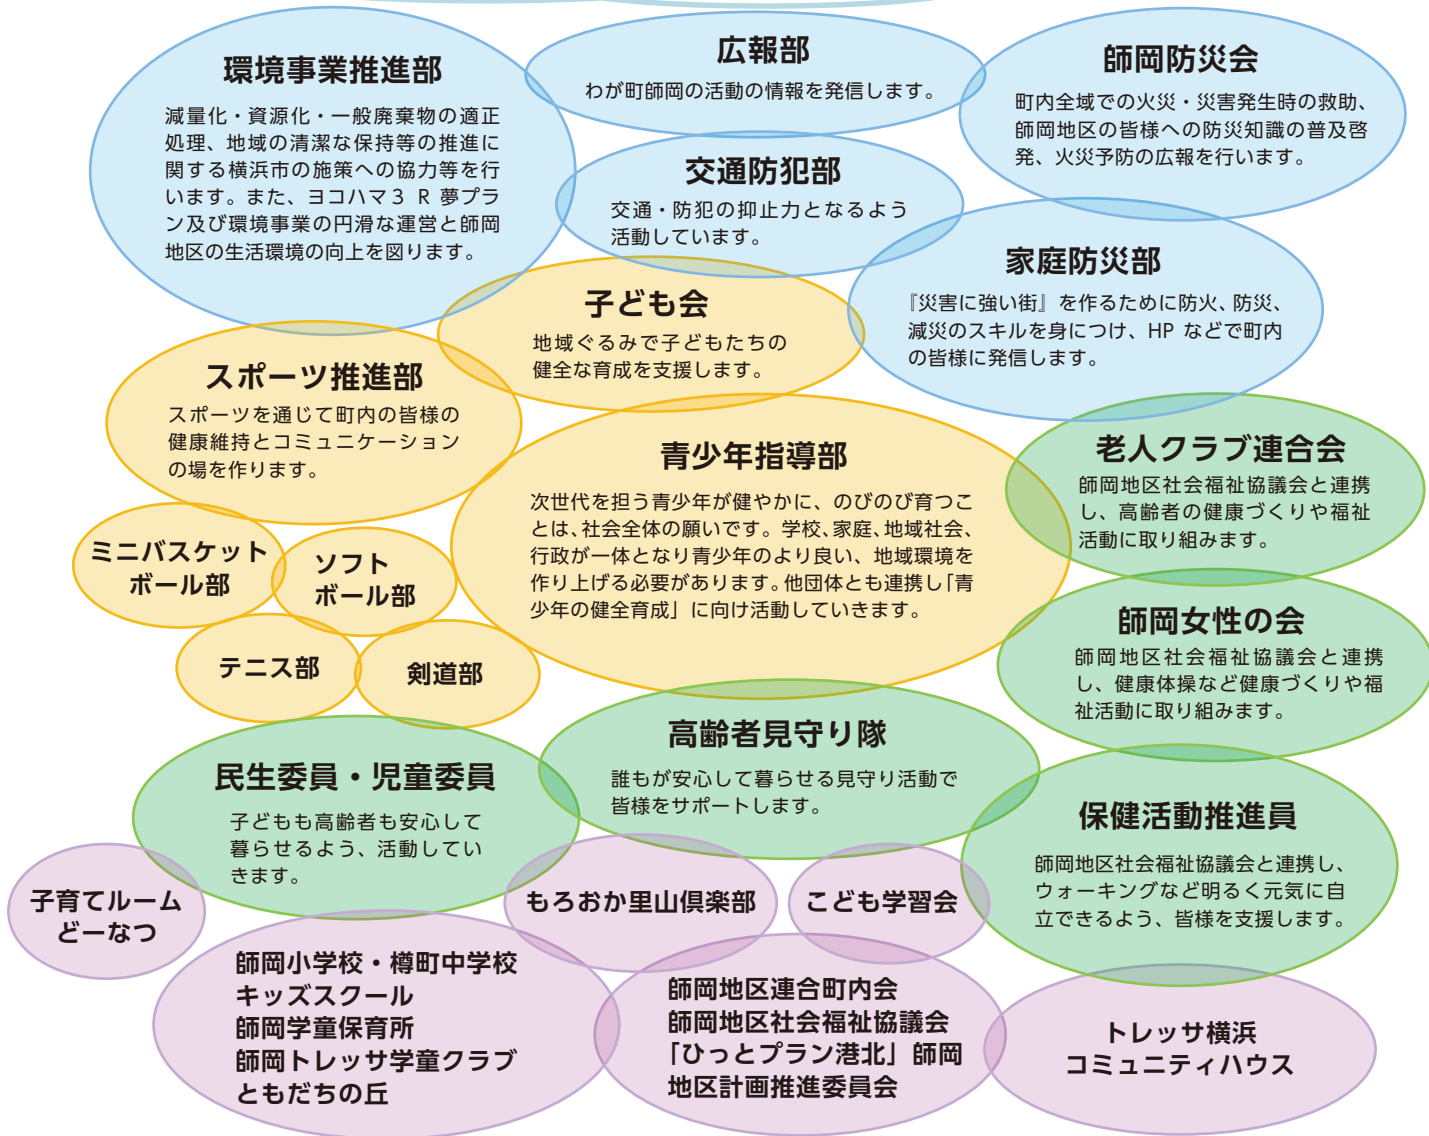 環境事業推進部
減量化・資源化・一般廃棄物の適正
処理、地域の清潔な保持等の推進に
関する横浜市の施策への協力等を行
います。また、ヨコハマ３ R 夢プラ
ン及び環境事業の円滑な運営と師岡
地区の生活環境の向上を図ります。
広報部
わが町師岡の活動の情報を発信します。
師岡防災会
町内全域での火災・災害発生時の救助、
師岡地区の皆様への防災知識の普及啓
発、火災予防の広報を行います。
交通防犯部
交通・防犯の抑止力となるよう
活動しています。
家庭防災部
『災害に強い街』を作るために防火、防災、
減災のスキルを身につけ、HP などで町内
の皆様に発信します。
子ども会
地域ぐるみで子どもたちの
健全な育成を支援します。
スポーツ推進部
スポーツを通じて町内の皆様の
健康維持とコミュニケーション
の場を作ります。
青少年指導部
次世代を担う青少年が健やかに、のびのび育つこ
とは、社会全体の願いです。学校、家庭、地域社会、
行政が一体となり青少年のより良い、地域環境を
作り上げる必要があります。他団体とも連携し「青
少年の健全育成」に向け活動していきます。
老人クラブ連合会
師岡地区社会福祉協議会と連携
し、高齢者の健康づくりや福祉
活動に取り組みます。
ミニバスケット
ボール部
ソフト
ボール部
テニス部
剣道部
師岡女性の会
師岡地区社会福祉協議会と連携
し、健康体操など健康づくりや福
祉活動に取り組みます。
高齢者見守り隊
誰もが安心して暮らせる見守り活動で
皆様をサポートします。
民生委員・児童委員
子どもも高齢者も安心して
暮らせるよう、活動してい
きます。
保健活動推進員
師岡地区社会福祉協議会と連携し、
ウォーキングなど明るく元気に自
立できるよう、皆様を支援します。
子育てルーム
どーなつ
もろおか里山倶楽部
こども学習会
師岡小学校・樽町中学校
キッズスクール
師岡学童保育所
師岡トレッサ学童クラブ
ともだちの丘
師岡地区連合町内会
師岡地区社会福祉協議会
「ひっとプラン港北」師岡
地区計画推進委員会
トレッサ横浜
コミュニティハウス